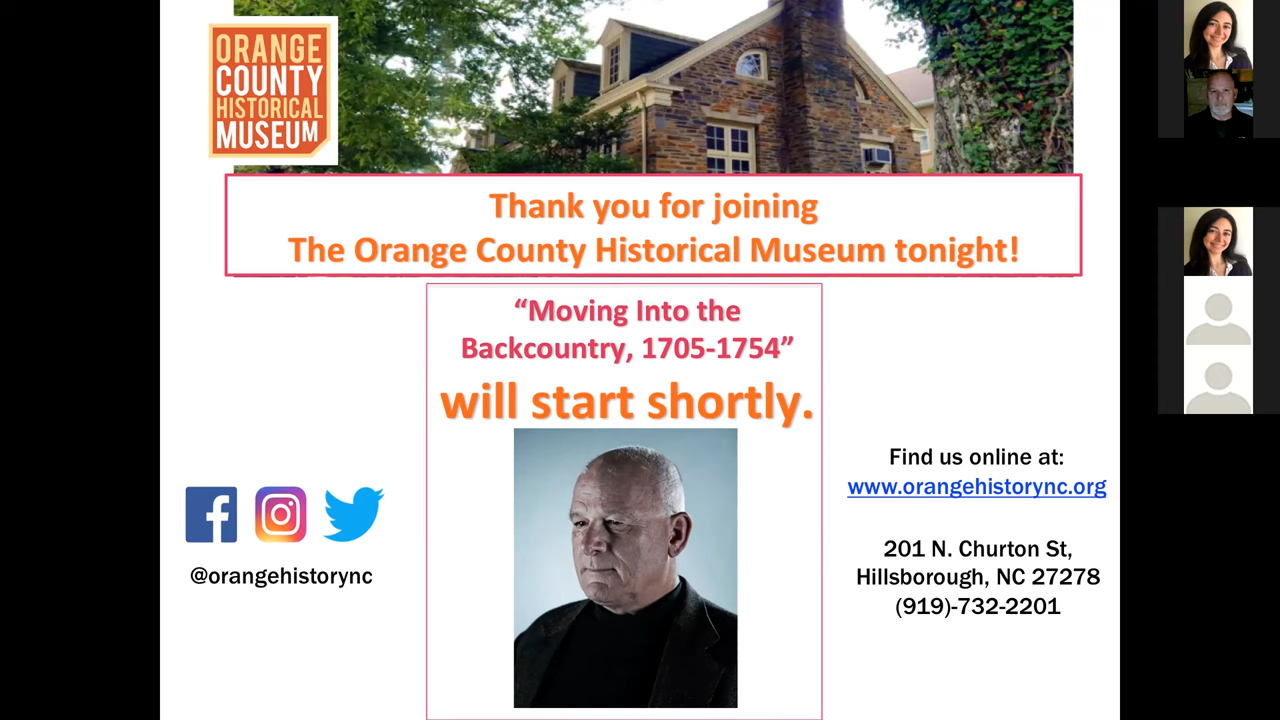 ORANGE
COUNTY
HISTORICAL
MUSEUM
Thank you for joining
The Orange County Historical Museum tonight!
“Moving Into the
Backcountry, 1705-1754”
will start shortly.
@orangehistorync
Find us online at:
www.orangehistorync.org
201 N. Churton St,
Hillsborough, NC 27278
(919)-732-2201